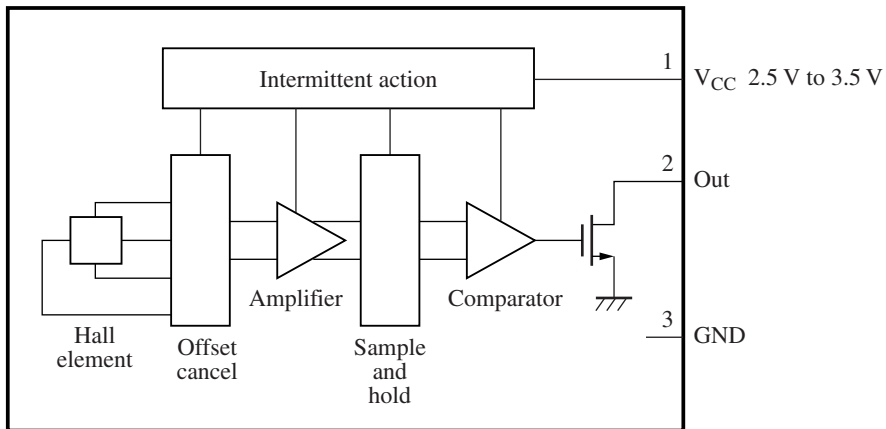 Intermittent action
1
V_CC 2.5 V to 3.5 V
2
Out
Amplifier
Comparator
3
GND
Hall
element
Offset
cancel
Sample
and
hold